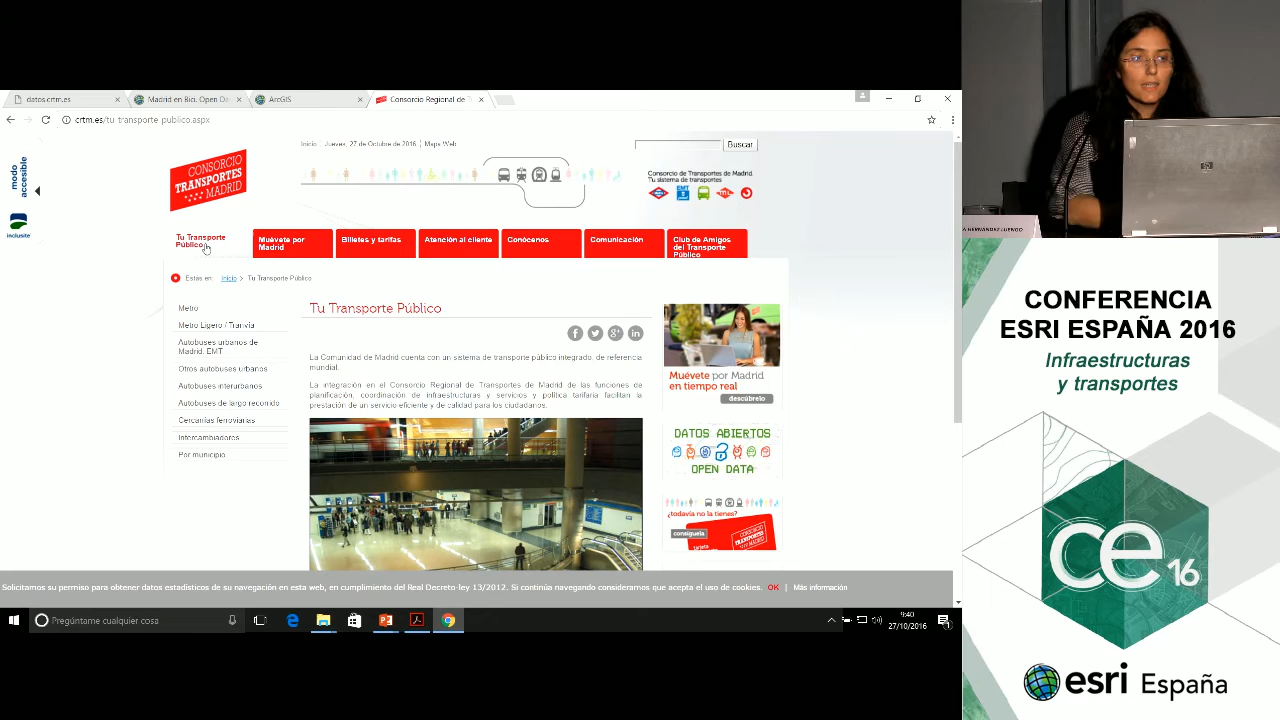 datos.crtm.es
Madrid en Bici. Open Da
ArcGIS
Consorcio Regional de T
crtm.es/tu_transporte_publico.aspx
modo
accesible
inclusite
CONSORCIO
TRANSPORTES
MADRID
Inicio
Jueves, 27 de Octubre de 2016
Mapa Web
Buscar
Consorcio de Transportes de Madrid.
Tu sistema de transportes
Tu Transporte
Público
Muévete por
Madrid
Billetes y tarifas
Atención al cliente
Conócenos
Comunicación
Club de Amigos
del Transporte
Público
Estás en: Inicio > Tu Transporte Público
Metro
Metro Ligero / Tranvía
Autobuses urbanos de
Madrid. EMT
Otros autobuses urbanos
Autobuses interurbanos
Autobuses de largo recorrido
Cercanías ferroviarias
Intercambiadores
Por municipio
Tu Transporte Público
La Comunidad de Madrid cuenta con un sistema de transporte público integrado, de referencia
mundial.
La integración en el Consorcio Regional de Transportes de Madrid de las funciones de
planificación, coordinación de infraestructuras y servicios y política tarifaria facilitan la
prestación de un servicio eficiente y de calidad para los ciudadanos.
Muévete por Madrid
en tiempo real
descúbrelo
DATOS ABIERTOS
OPEN DATA
¿todavía no la tienes?
consíguela
CONSORCIO
TRANSPORTES
MADRID
tarjeta
Solicitamos su permiso para obtener datos estadísticos de su navegación en esta web, en cumplimiento del Real Decreto-ley 13/2012. Si continúa navegando consideramos que acepta el uso de cookies. OK | Más información
Pregúntame cualquier cosa
9:40
27/10/2016
A HERNANDEZ LUENGO
hp
CONFERENCIA
ESRI ESPAÑA 2016
Infraestructuras
y transportes
ce16
esri España